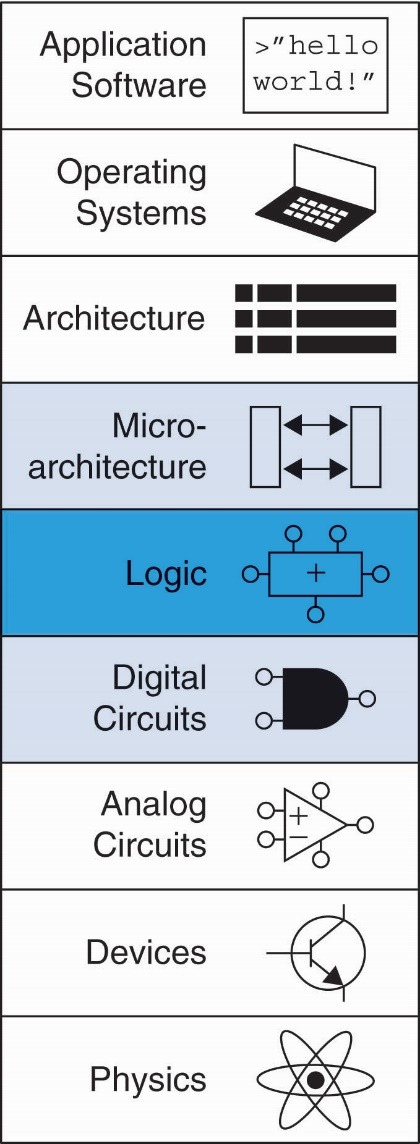 Application
Software
>"hello
world!"
Operating
Systems
Architecture
Micro-
architecture
Logic
+
Digital
Circuits
Analog
Circuits
+
−
Devices
Physics